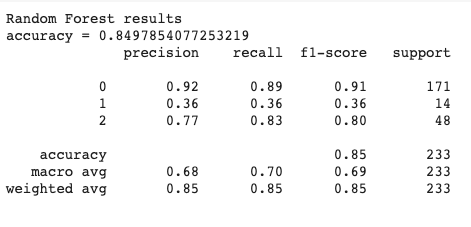 Random Forest results
accuracy = 0.8497854077253219
precision recall f1-score support
0 0.92 0.89 0.91 171
1 0.36 0.36 0.36 14
2 0.77 0.83 0.80 48
accuracy 0.85 233
macro avg 0.68 0.70 0.69 233
weighted avg 0.85 0.85 0.85 233